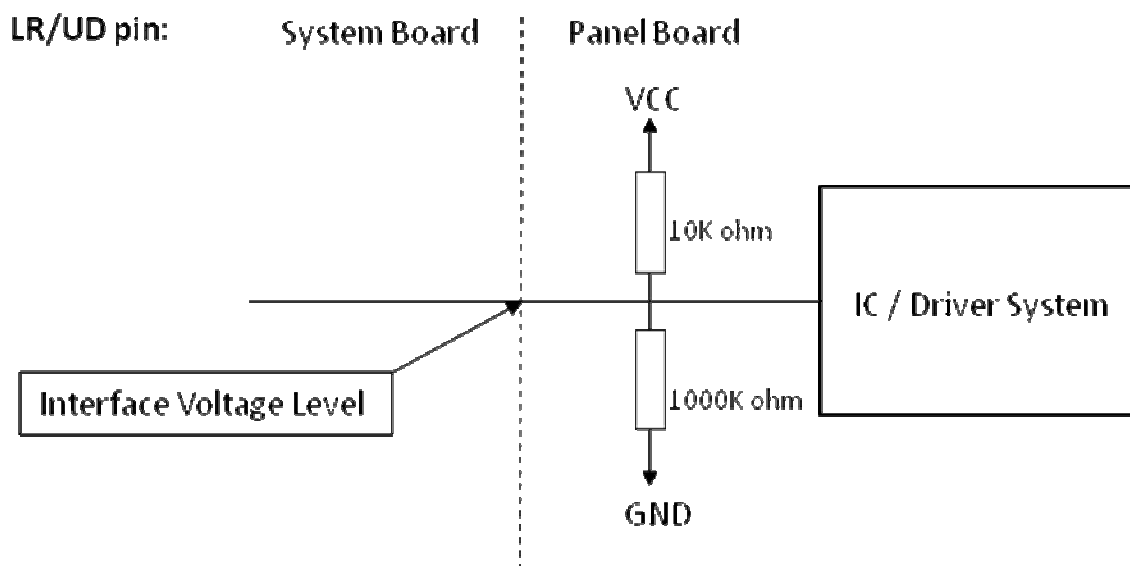 LR/UD pin: System Board Panel Board
VCC
10K ohm
IC / Driver System
Interface Voltage Level
1000K ohm
GND